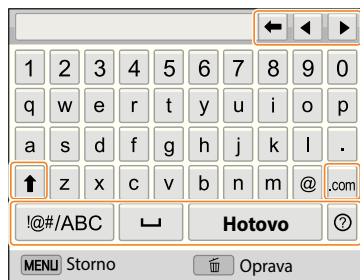 1 2 3 4 5 6 7 8 9 0
q w e r t y u i o p
a s d f g h j k l .
z x c v b n m @ .com
!@#/ABC Hotovo ?
MENU Storno Oprava